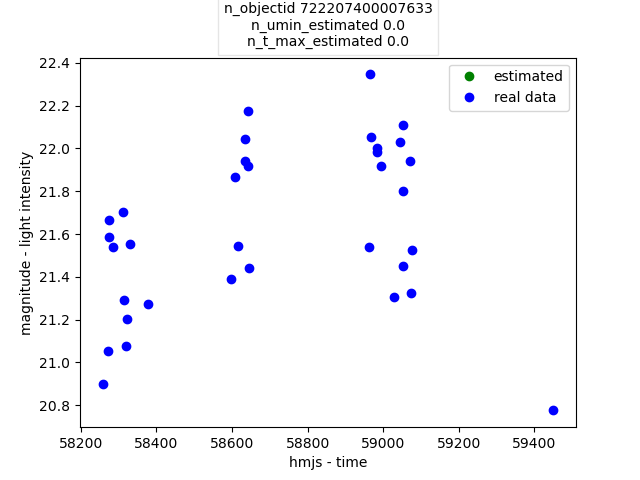 n_objectid 722207400007633
n_umin_estimated 0.0
n_t_max_estimated 0.0
22.4
22.2
22.0
21.8
21.6
21.4
21.2
21.0
20.8
magnitude - light intensity
estimated
real data
58200 58400 58600 58800 59000 59200 59400
hmjs - time